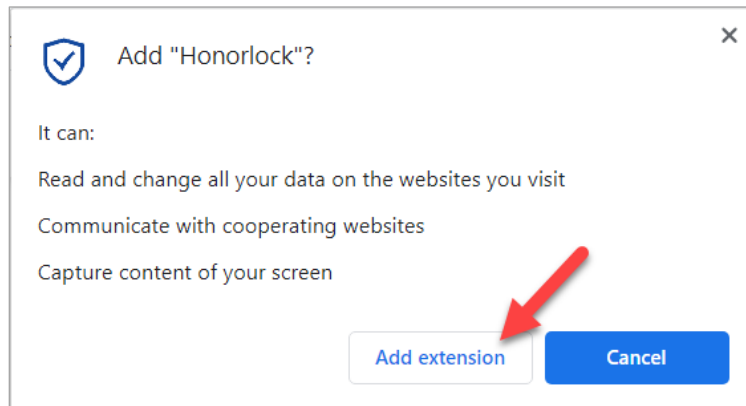 Add "Honorlock"?
It can:
Read and change all your data on the websites you visit
Communicate with cooperating websites
Capture content of your screen
Add extension
Cancel